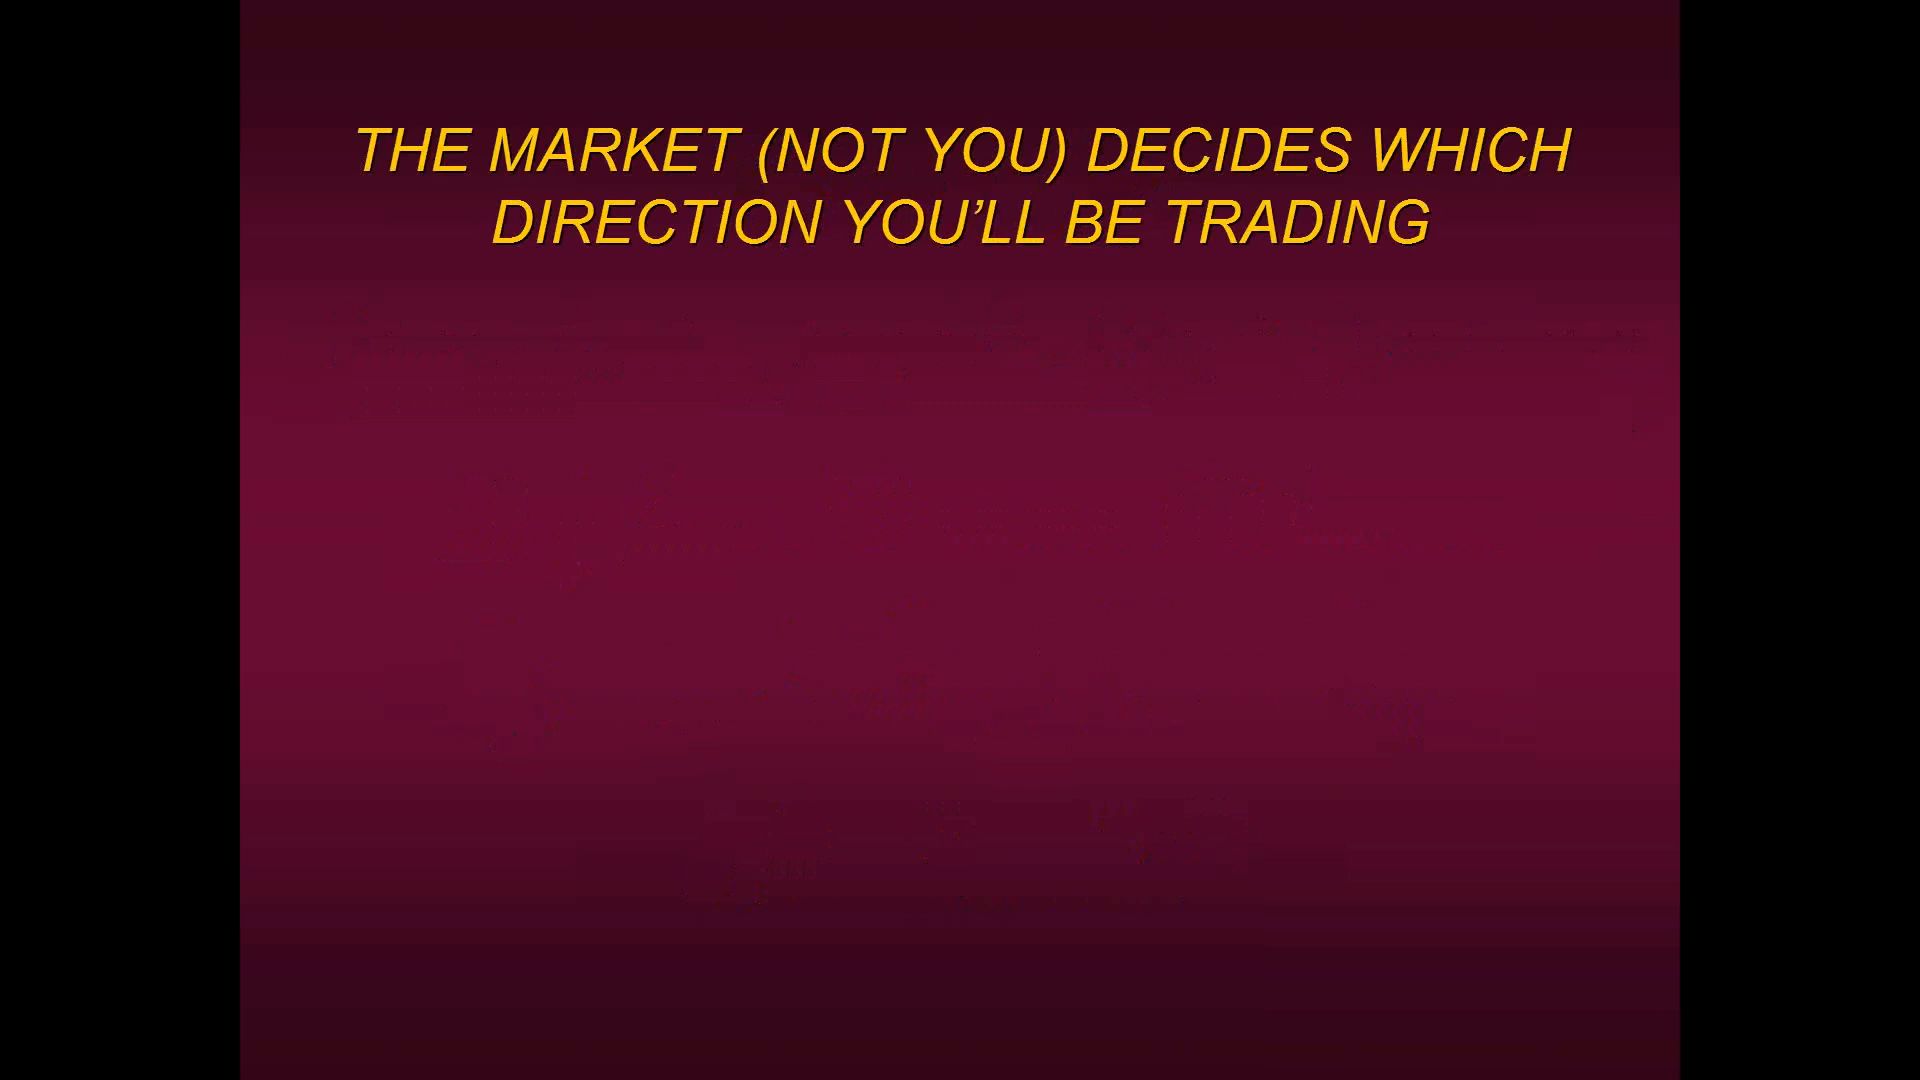 THE MARKET (NOT YOU) DECIDES WHICH
DIRECTION YOU’LL BE TRADING